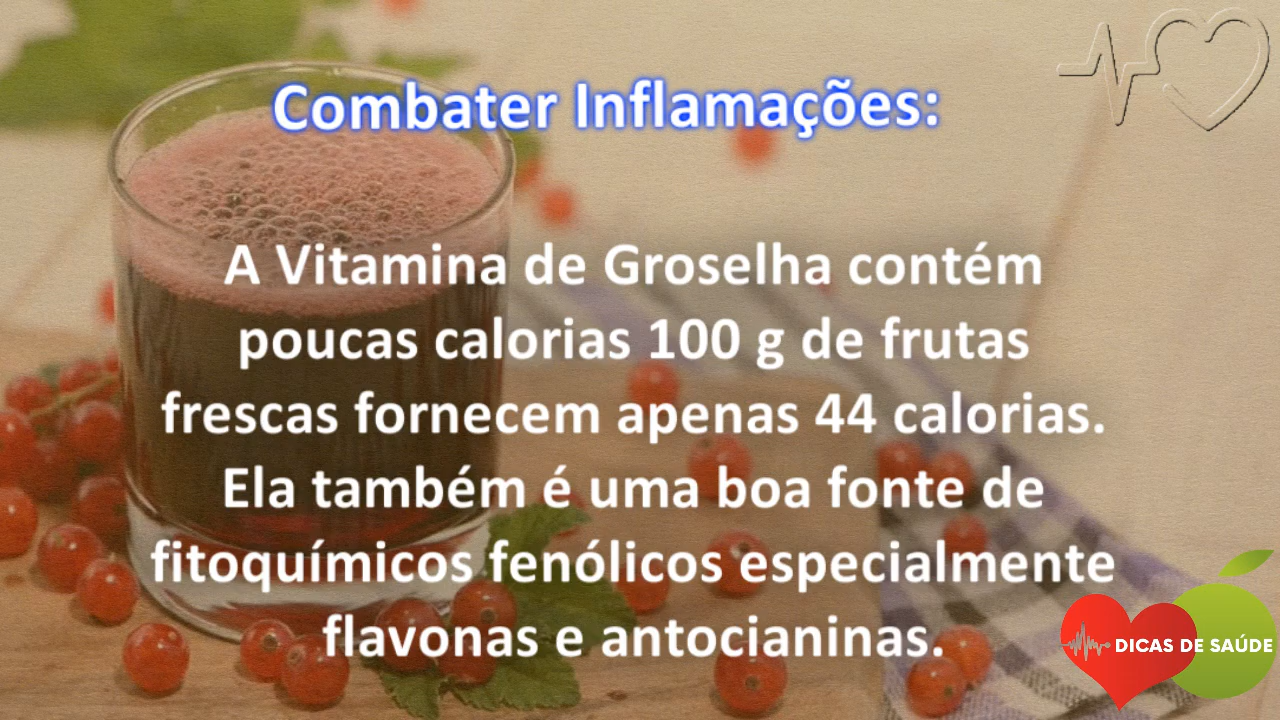 Combater Inflamações:
A Vitamina de Groselha contém
poucas calorias 100 g de frutas
frescas fornecem apenas 44 calorias.
Ela também é uma boa fonte de
fitoquímicos fenólicos especialmente
flavonas e antocianinas.
DICAS DE SAÚDE